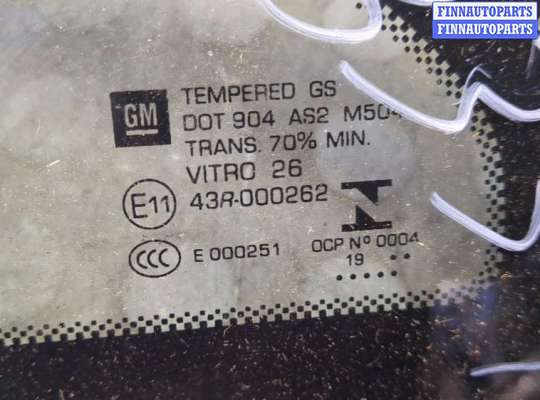 FINNAUTOPARTS
FINNAUTOPARTS
GM
TEMPERED GS
DOT 904 AS2
TRANS. 70% MIN.
VITRO 26
E11
43R-000262
CCC
E 000251
OCP Nº 0004
19